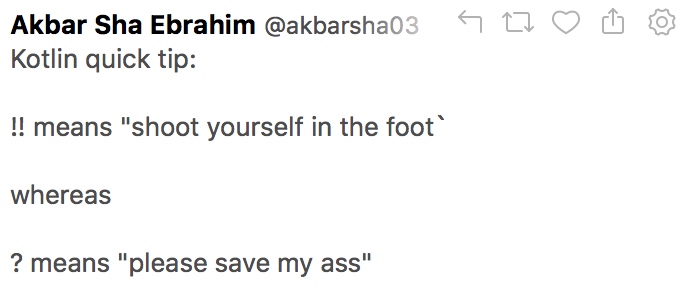 Akbar Sha Ebrahim @akbarsha03
Kotlin quick tip:
!! means "shoot yourself in the foot`
whereas
? means "please save my ass"